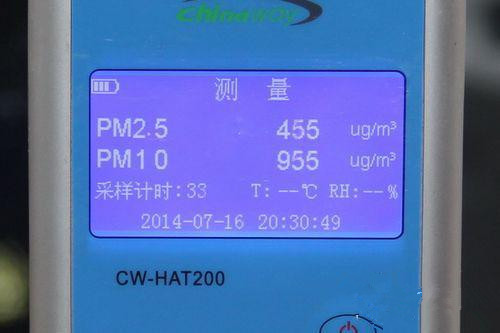 chinaway
测 量
PM2.5 455 ug/m³
PM10 955 ug/m³
采样计时:33 T:--℃ RH:--%
2014-07-16 20:30:49
CW-HAT200